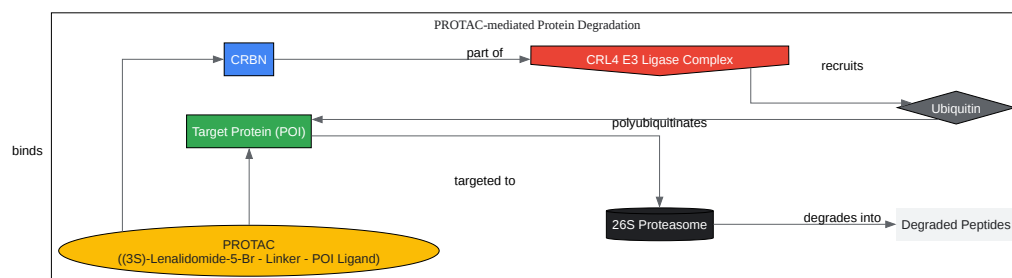 PROTAC-mediated Protein Degradation
CRBN
part of
CRL4 E3 Ligase Complex
recruits
Ubiquitin
Target Protein (POI)
polyubiquitinates
binds
targeted to
26S Proteasome
degrades into
Degraded Peptides
PROTAC
((3S)-Lenalidomide-5-Br - Linker - POI Ligand)